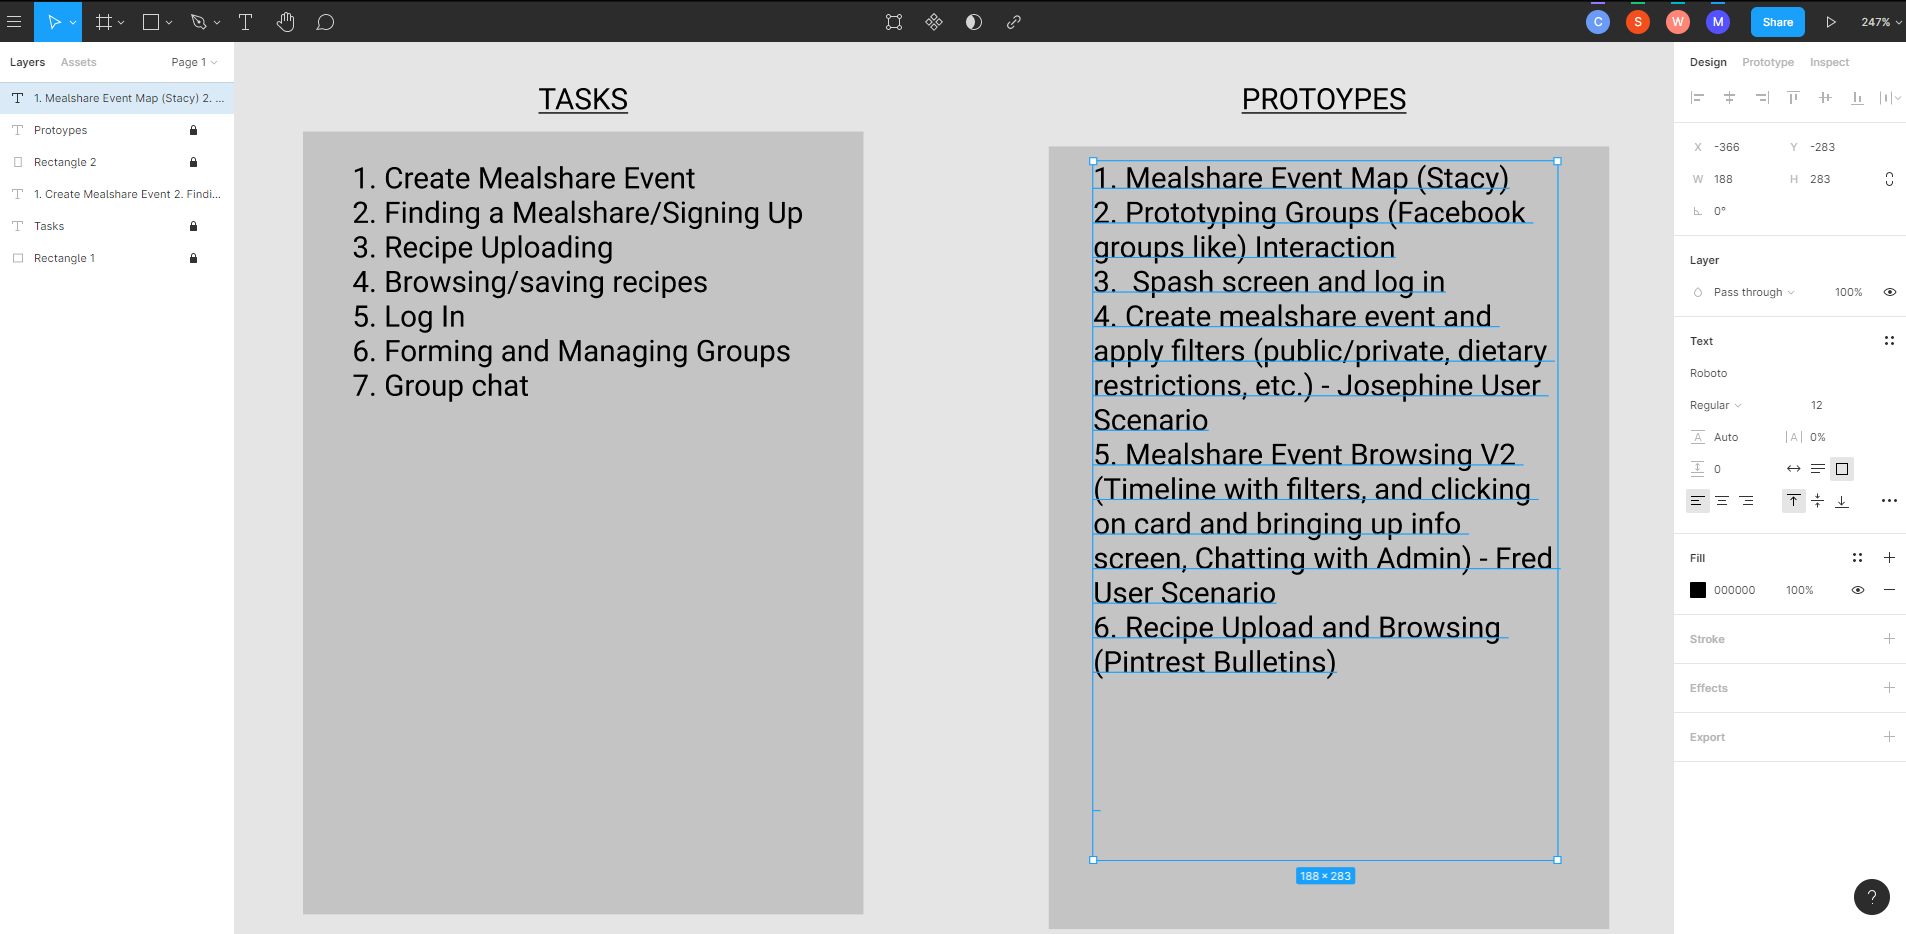 C
S
W
M
Share
247%
Layers
Assets
Page 1
1. Mealshare Event Map (Stacy) 2. ...
Protoypes
Rectangle 2
1. Create Mealshare Event 2. Findi...
Tasks
Rectangle 1
TASKS
1. Create Mealshare Event
2. Finding a Mealshare/Signing Up
3. Recipe Uploading
4. Browsing/saving recipes
5. Log In
6. Forming and Managing Groups
7. Group chat
PROTOYPES
1. Mealshare Event Map (Stacy)
2. Prototyping Groups (Facebook
groups like) Interaction
3.  Spash screen and log in
4. Create mealshare event and
apply filters (public/private, dietary
restrictions, etc.) - Josephine User
Scenario
5. Mealshare Event Browsing V2
(Timeline with filters, and clicking
on card and bringing up info
screen, Chatting with Admin) - Fred
User Scenario
6. Recipe Upload and Browsing
(Pintrest Bulletins)
188 × 283
Design
Prototype
Inspect
X -366
Y -283
W 188
H 283
0°
Layer
Pass through
100%
Text
Roboto
Regular
12
A Auto
|A| 0%
0
Fill
000000
100%
Stroke
Effects
Export
?